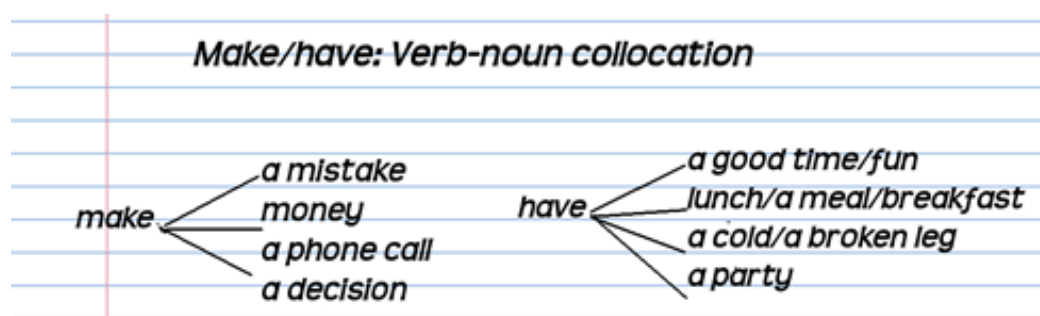 Make/have: Verb-noun collocation
make
a mistake
money
a phone call
a decision
have
a good time/fun
lunch/a meal/breakfast
a cold/a broken leg
a party